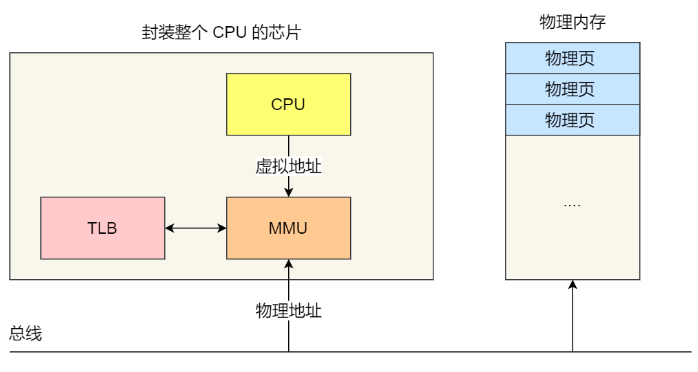 封装整个 CPU 的芯片
物理内存
物理页
物理页
物理页
....
CPU
虚拟地址
TLB
MMU
物理地址
总线